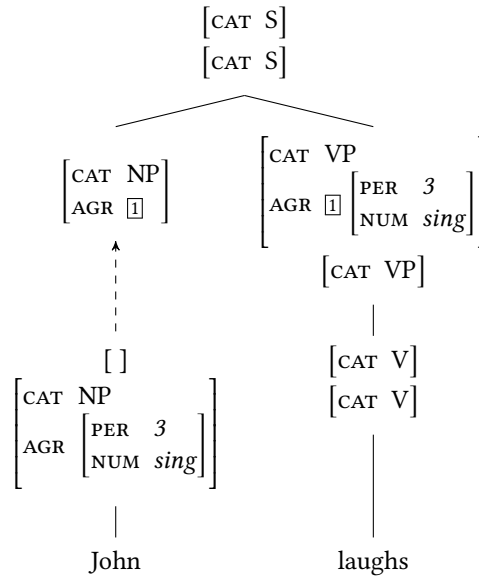 [CAT S]
[CAT S]
[CAT NP
AGR 1]
[CAT VP
AGR 1 [PER 3
NUM sing]]
[CAT VP]
[ ]
[CAT NP
AGR [PER 3
NUM sing]]
[CAT V]
[CAT V]
John laughs